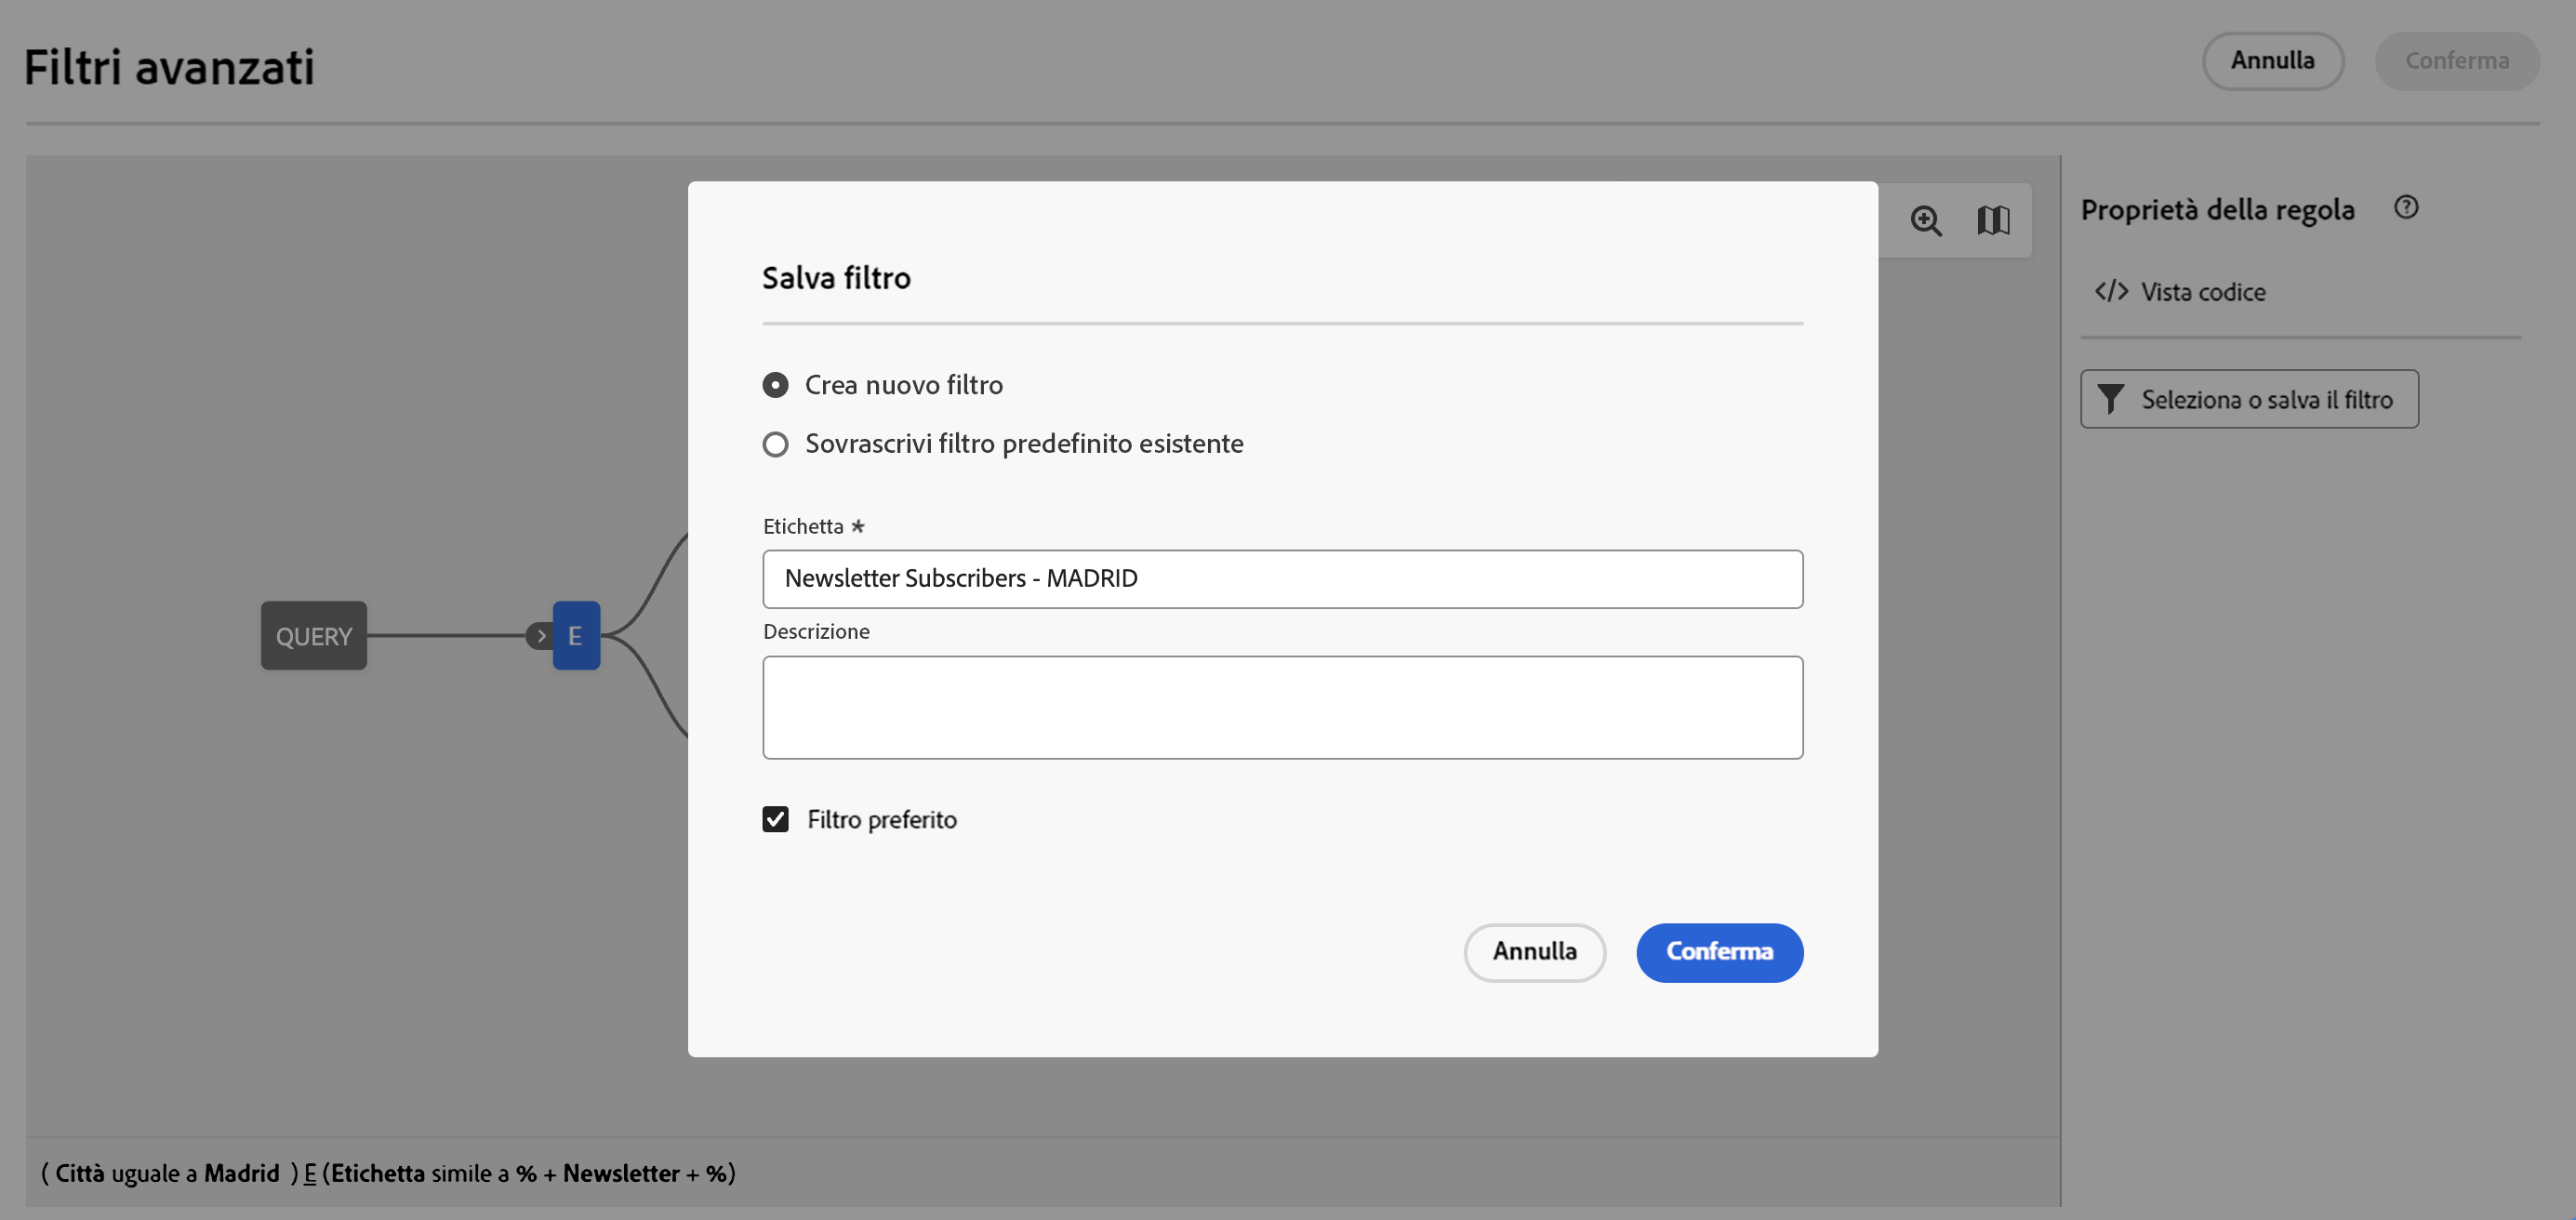 Filtri avanzati
Annulla
Conferma
Proprietà della regola
Vista codice
Seleziona o salva il filtro
Salva filtro
Crea nuovo filtro
Sovrascrivi filtro predefinito esistente
Etichetta *
Newsletter Subscribers - MADRID
Descrizione
Filtro preferito
Annulla
Conferma
QUERY
E
( Città uguale a Madrid ) E (Etichetta simile a % + Newsletter + %)